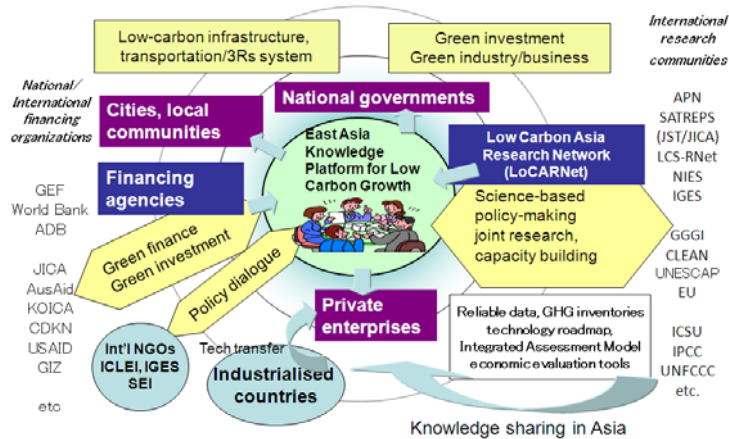 Low-carbon infrastructure,
transportation/3Rs system
Green investment
Green industry/business
International
research
communities
National/
International
financing
organizations
Cities, local
communities
National governments
East Asia
Knowledge
Platform for Low
Carbon Growth
Low Carbon Asia
Research Network
(LoCARNet)
Financing
agencies
Science-based
policy-making
joint research,
capacity building
APN
SATREPS
(JST/JICA)
LCS-RNet
NIES
IGES
GGGI
CLEAN
UNESCAP
EU
ICSU
IPCC
UNFCCC
etc.
GEF
World Bank
ADB
JICA
AusAid
KOICA
CDKN
USAID
GIZ
etc
Green finance
Green investment
Policy dialogue
Private
enterprises
Reliable data, GHG inventories
technology roadmap,
Integrated Assessment Model
economic evaluation tools
Int'l NGOs
ICLEI, IGES
SEI
Tech transfer
Industrialised
countries
Knowledge sharing in Asia